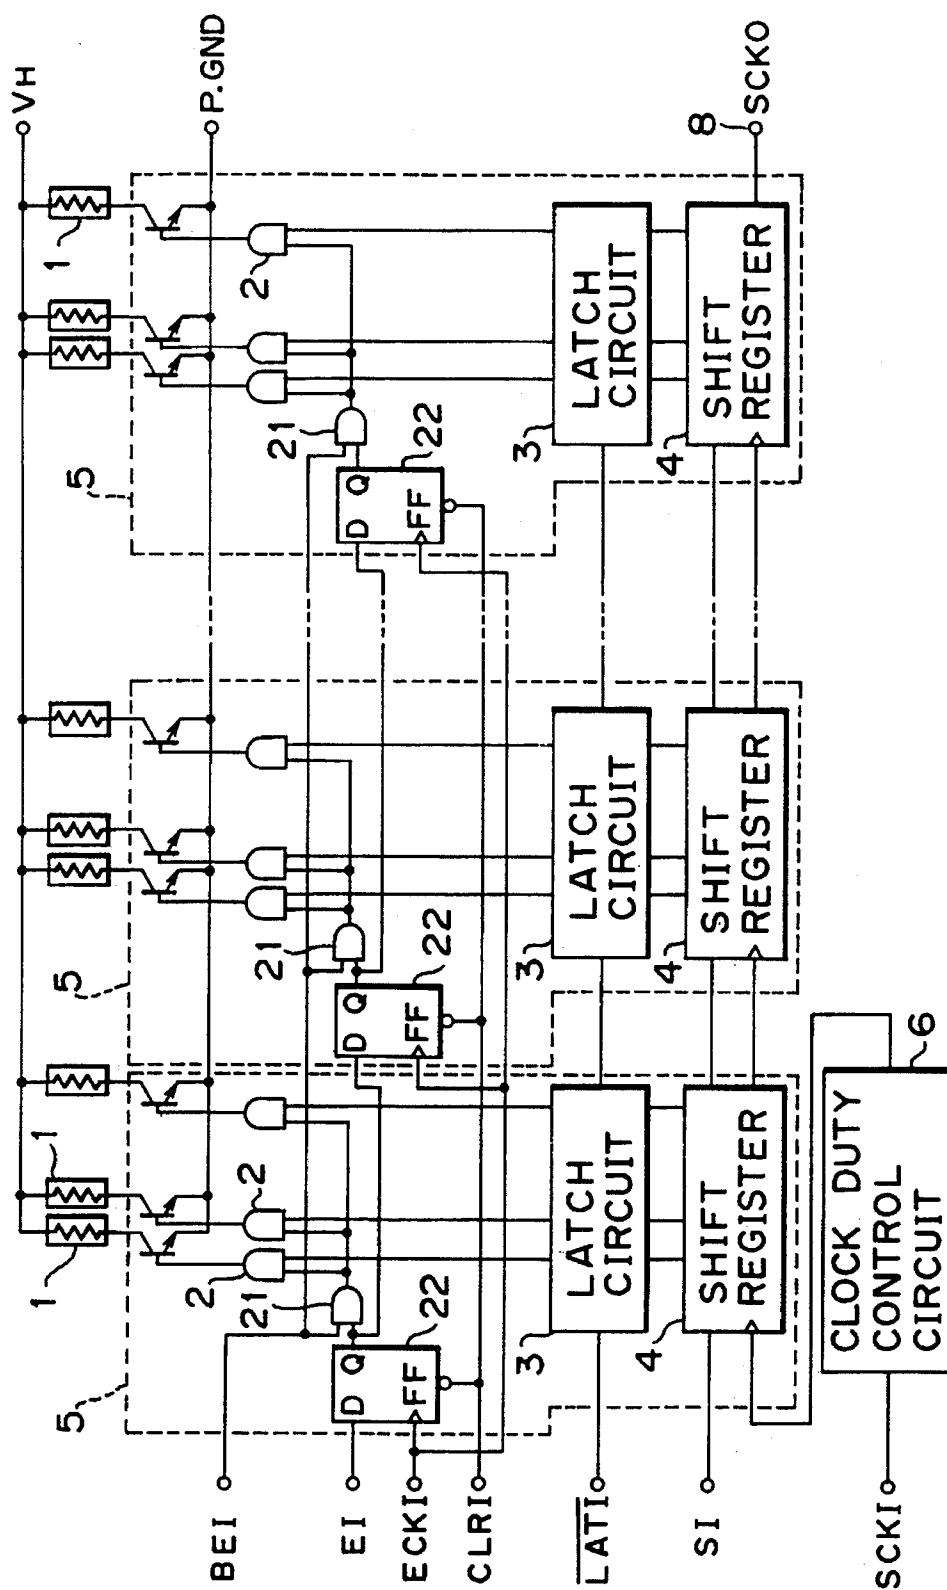 VH
P.GND
1
1
1
5
5
5
2
2
2
21
21
21
D Q
FF
22
D Q
FF
22
D Q
FF
22
BEI
EI
ECKI
CLRI
LATI
SI
SCKI
3
LATCH
CIRCUIT
3
LATCH
CIRCUIT
3
LATCH
CIRCUIT
4
SHIFT
REGISTER
4
SHIFT
REGISTER
4
SHIFT
REGISTER
8
SCKO
CLOCK DUTY
CONTROL
CIRCUIT
6